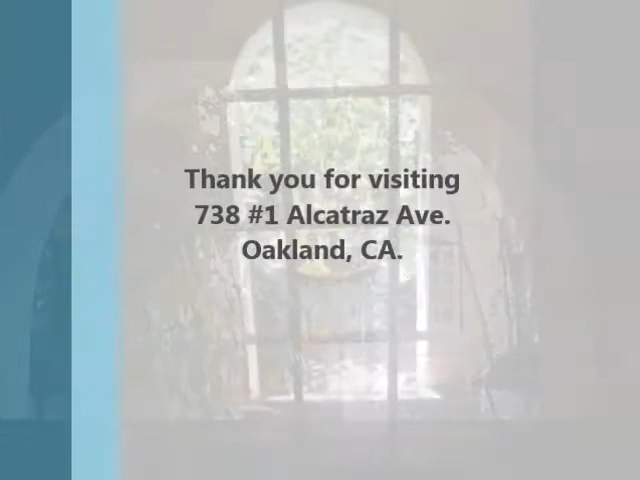 Thank you for visiting
738 #1 Alcatraz Ave.
Oakland, CA.